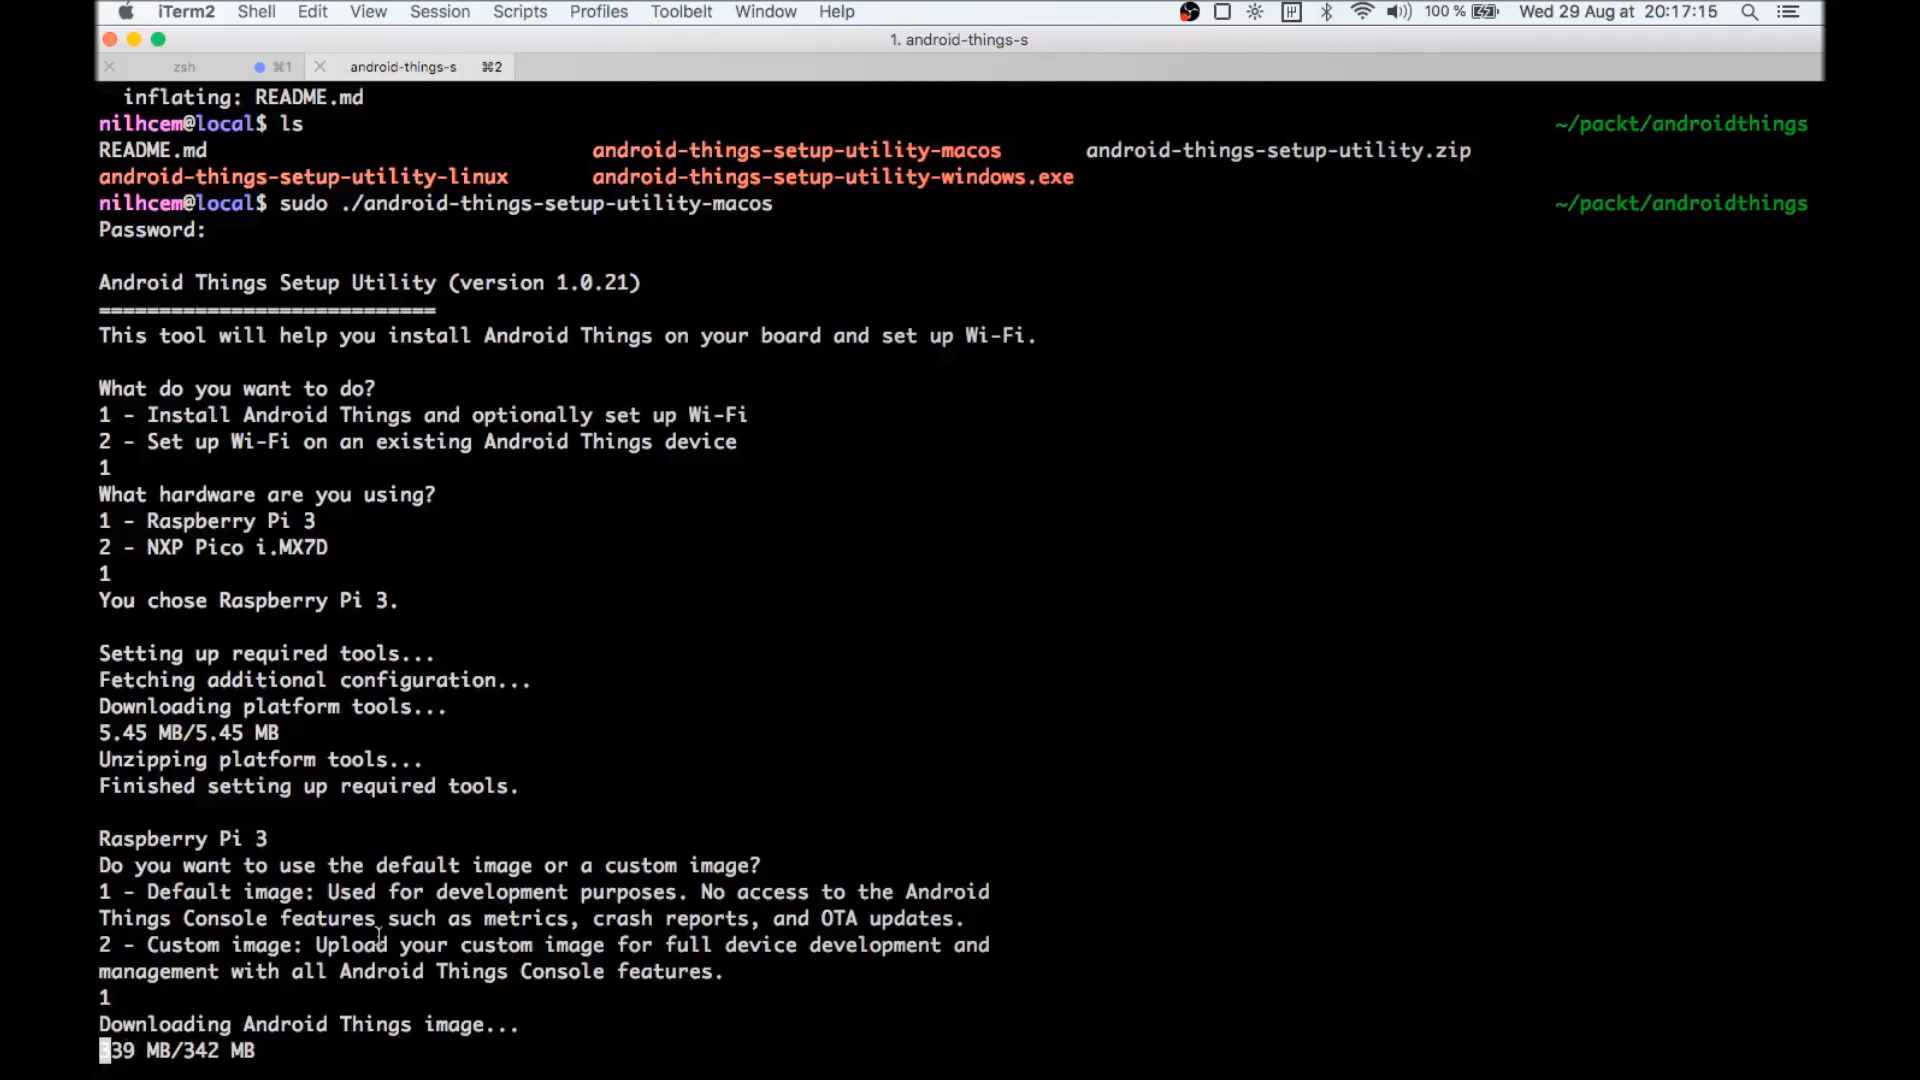 iTerm2 Shell Edit View Session Scripts Profiles Toolbelt Window Help 100 % Wed 29 Aug at 20:17:15
1. android-things-s
zsh ⌘1 android-things-s ⌘2
inflating: README.md
nilhcem@local$ ls ~/packt/androidthings
README.md android-things-setup-utility-macos android-things-setup-utility.zip
android-things-setup-utility-linux android-things-setup-utility-windows.exe
nilhcem@local$ sudo ./android-things-setup-utility-macos ~/packt/androidthings
Password:
Android Things Setup Utility (version 1.0.21)
============================
This tool will help you install Android Things on your board and set up Wi-Fi.
What do you want to do?
1 - Install Android Things and optionally set up Wi-Fi
2 - Set up Wi-Fi on an existing Android Things device
1
What hardware are you using?
1 - Raspberry Pi 3
2 - NXP Pico i.MX7D
1
You chose Raspberry Pi 3.
Setting up required tools...
Fetching additional configuration...
Downloading platform tools...
5.45 MB/5.45 MB
Unzipping platform tools...
Finished setting up required tools.
Raspberry Pi 3
Do you want to use the default image or a custom image?
1 - Default image: Used for development purposes. No access to the Android
Things Console features such as metrics, crash reports, and OTA updates.
2 - Custom image: Upload your custom image for full device development and
management with all Android Things Console features.
1
Downloading Android Things image...
339 MB/342 MB